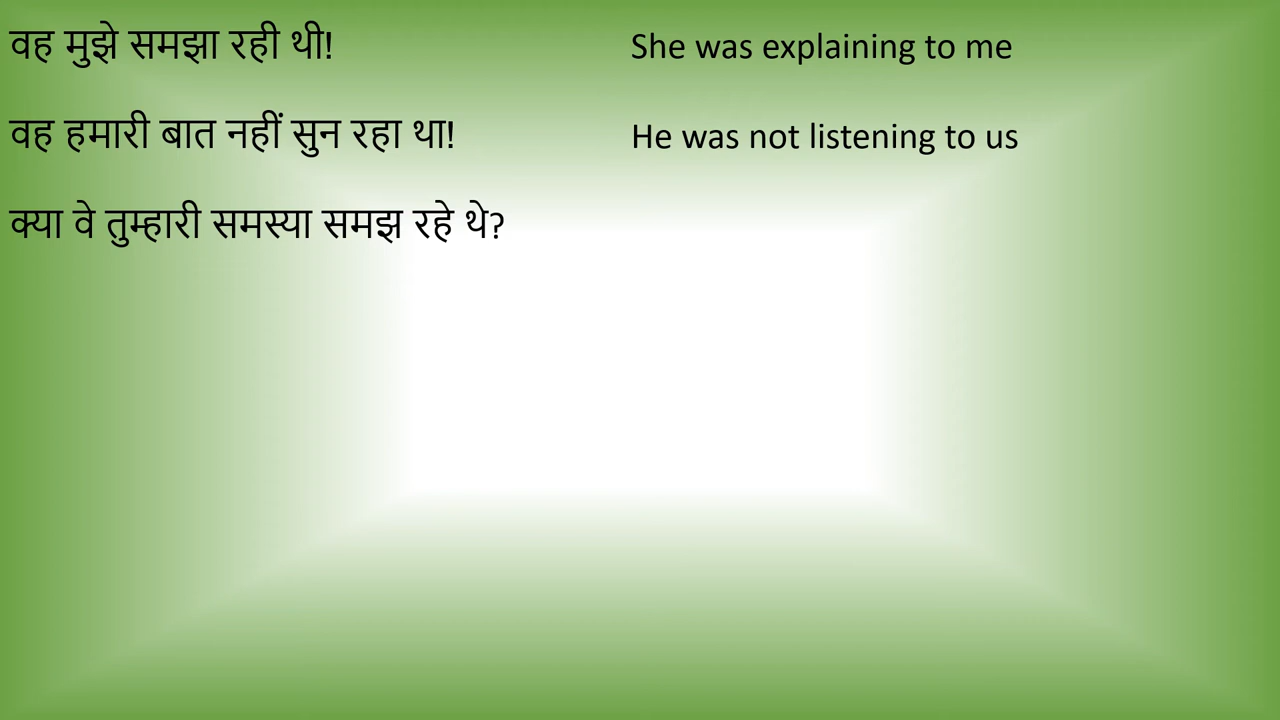 वह मुझे समझा रही थी! She was explaining to me
वह हमारी बात नहीं सुन रहा था! He was not listening to us
क्या वे तुम्हारी समस्या समझ रहे थे?